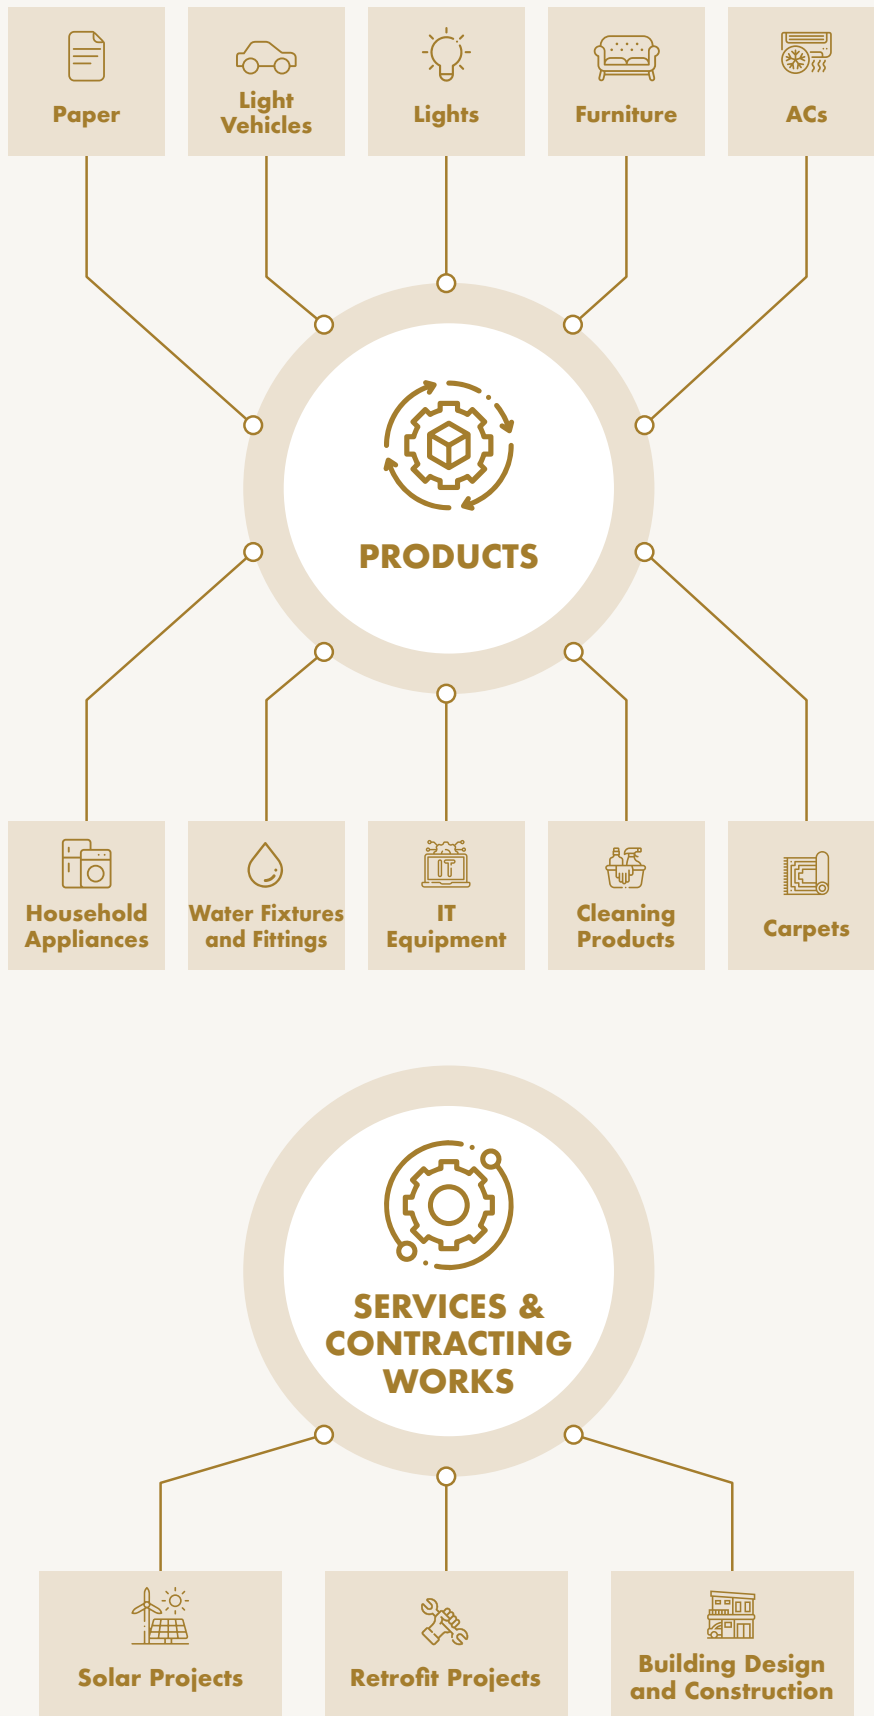 Paper
Light
Vehicles
Lights
Furniture
ACs
PRODUCTS
Household
Appliances
Water Fixtures
and Fittings
IT
IT
Equipment
Cleaning
Products
Carpets
SERVICES &
CONTRACTING
WORKS
Solar Projects
Retrofit Projects
Building Design
and Construction